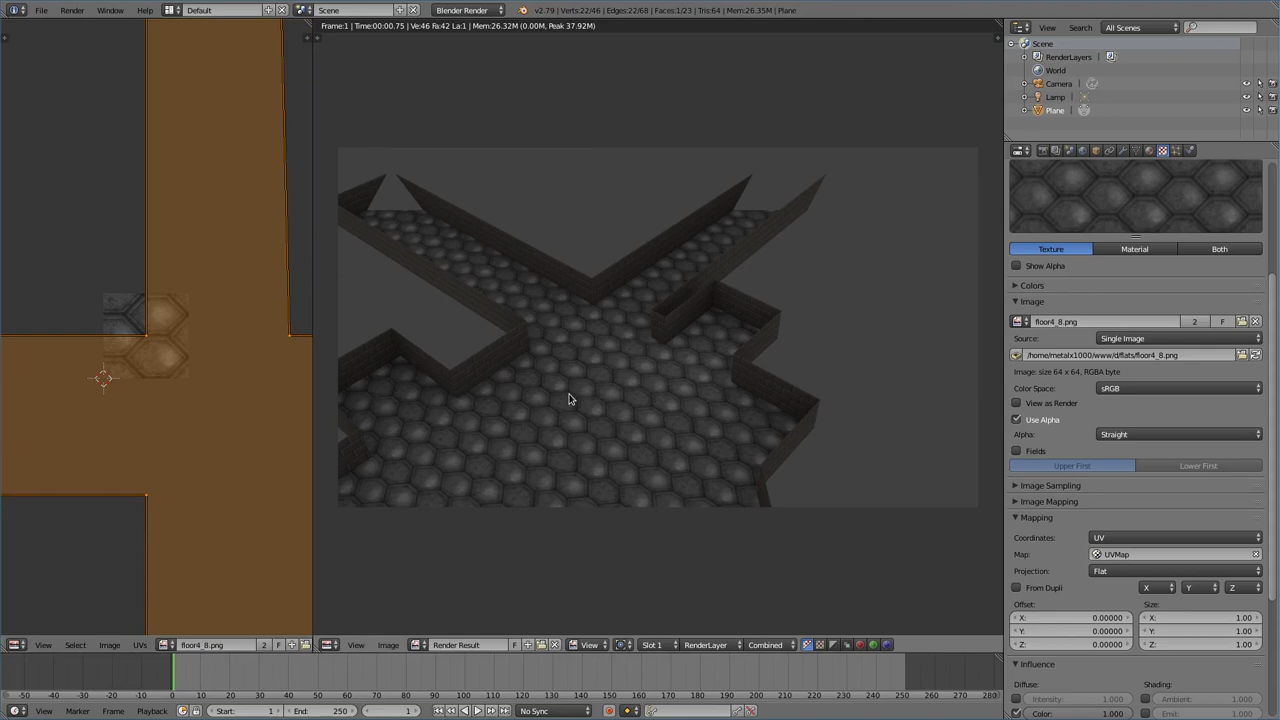 File Render Window Help Default Scene Blender Render v2.79 | Verts:22/46 | Edges:22/68 | Faces:1/23 | Tris:64 | Mem:26.35M | Plane
Frame:1 | Time:00:00.75 | Ve:46 Fa:42 La:1 | Mem:26.32M (0.00M, Peak 37.92M)
View Search All Scenes
Scene
RenderLayers
World
Camera
Lamp
Plane
Texture Material Both
Show Alpha
Colors
Image
floor4_8.png 2 F
Source: Single Image
/home/metalx1000/www/d/flats/floor4_8.png
Image: size 64 x 64, RGBA byte
Color Space: sRGB
View as Render
Use Alpha
Alpha: Straight
Fields
Upper First Lower First
Image Sampling
Image Mapping
Mapping
Coordinates: UV
Map: UVMap
Projection: Flat
From Dupli X Y Z
Offset: Size:
X: 0.00000 X: 1.00
Y: 0.00000 Y: 1.00
Z: 0.00000 Z: 1.00
Influence
Diffuse: Shading:
Intensity: 1.000 Ambient: 1.000
Color: 1.000 Emit: 1.000
View Select Image UVs floor4_8.png 2 F View Image Render Result F View Slot 1 RenderLayer Combined
-50 -40 -30 -20 -10 0 10 20 30 40 50 60 70 80 90 100 110 120 130 140 150 160 170 180 190 200 210 220 230 240 250 260 270 280
View Marker Frame Playback Start: 1 End: 250 1 No Sync